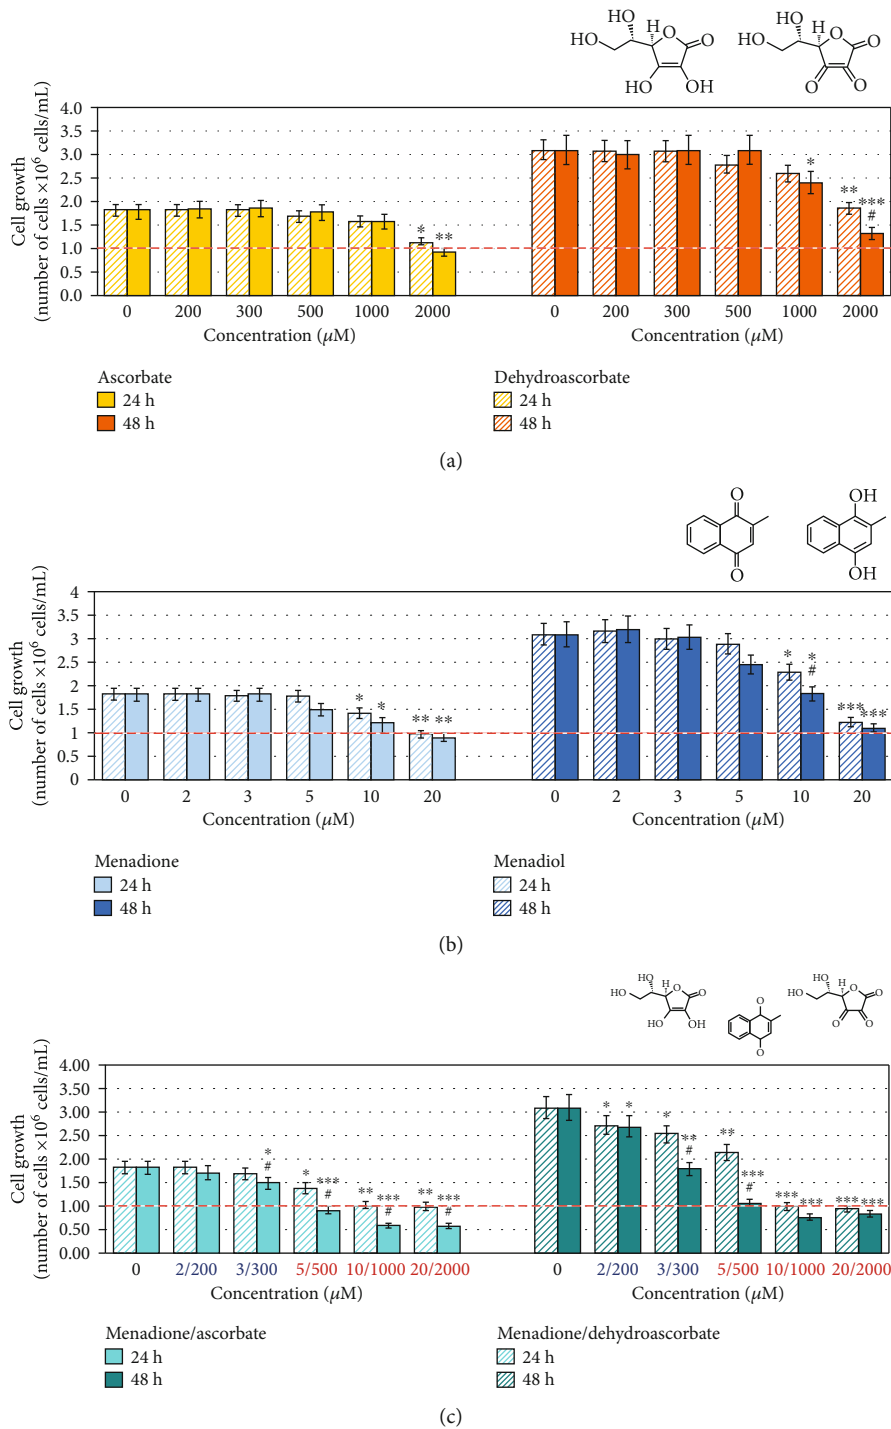 HO
HO
H
O
O
HO
OH
HO
HO
H
O
O
O
O
Cell growth
(number of cells ×10⁶ cells/mL)
4.0
3.5
3.0
2.5
2.0
1.5
1.0
0.5
0.0
* ** * ** ***
#
0 200 300 500 1000 2000 0 200 300 500 1000 2000
Concentration (μM) Concentration (μM)
Ascorbate Dehydroascorbate
24 h 24 h
48 h 48 h
(a)
O
O
OH
OH
Cell growth
(number of cells ×10⁶ cells/mL)
4
3.5
3
2.5
2
1.5
1
0.5
0
* * ** ** * * *** ***
#
0 2 3 5 10 20 0 2 3 5 10 20
Concentration (μM) Concentration (μM)
Menadione Menadiol
24 h 24 h
48 h 48 h
(b)
HO
HO
H
O
O
HO
OH
O
O
HO
HO
H
O
O
O
O
Cell growth
(number of cells ×10⁶ cells/mL)
4.00
3.50
3.00
2.50
2.00
1.50
1.00
0.50
0.00
* * *** ** *** ** *** * * * ** ** *** *** *** *** ***
# # # # # #
0 2/200 3/300 5/500 10/1000 20/2000 0 2/200 3/300 5/500 10/1000 20/2000
Concentration (μM) Concentration (μM)
Menadione/ascorbate Menadione/dehydroascorbate
24 h 24 h
48 h 48 h
(c)